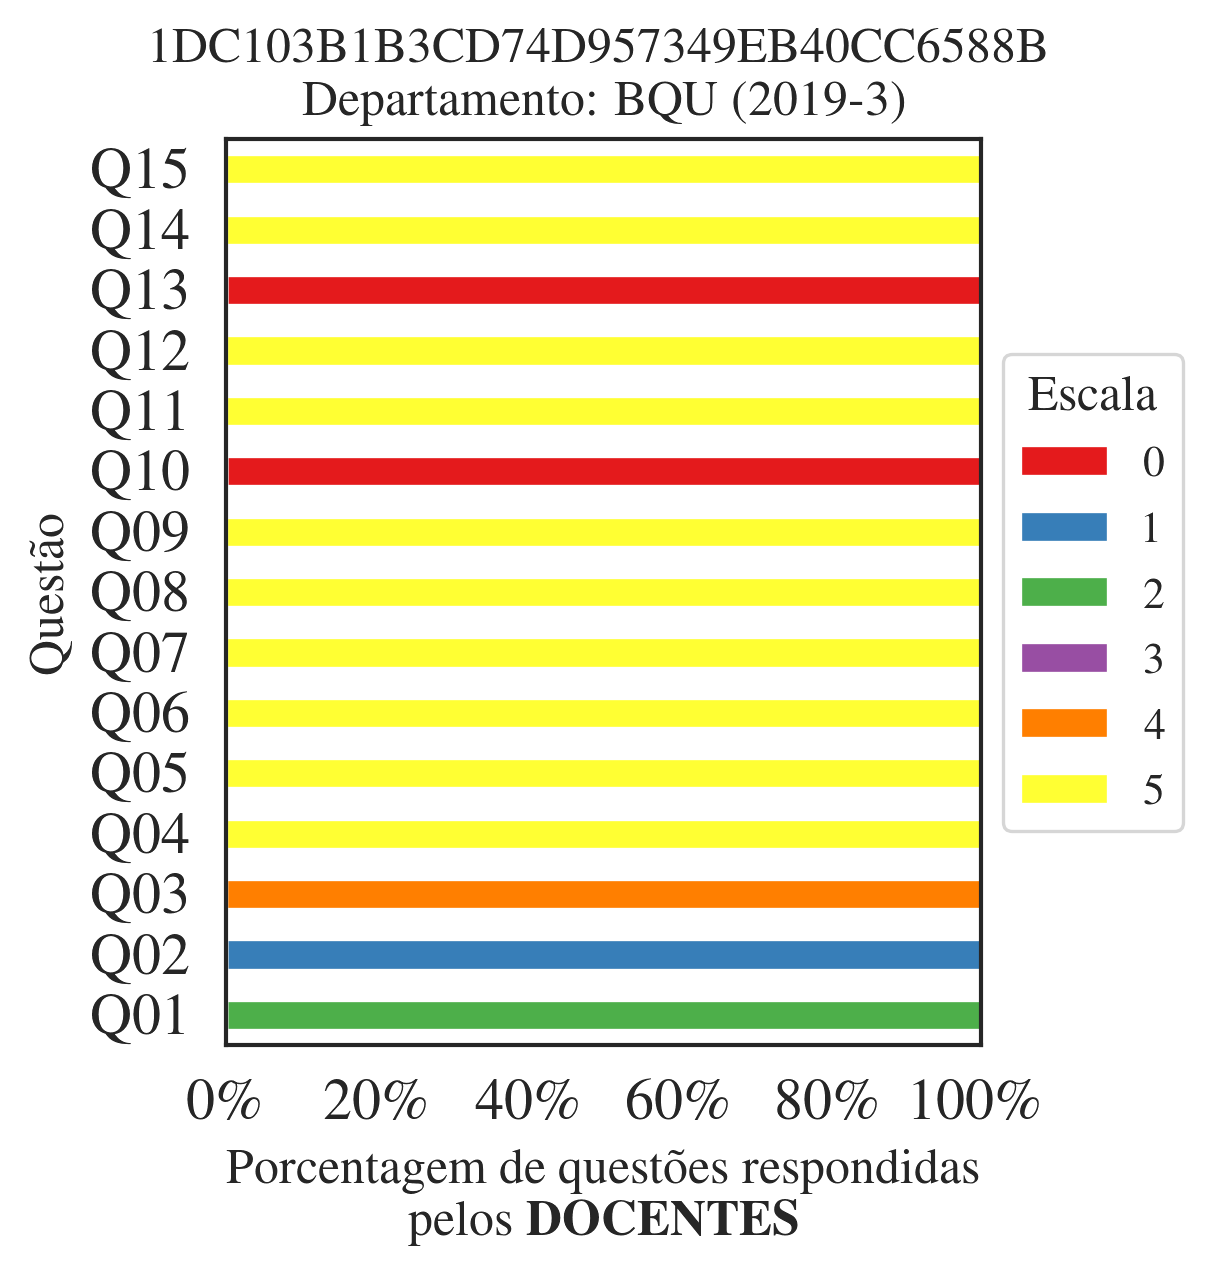 1DC103B1B3CD74D957349EB40CC6588B
Departamento: BQU (2019-3)
Questão
Q15
Q14
Q13
Q12
Q11
Q10
Q09
Q08
Q07
Q06
Q05
Q04
Q03
Q02
Q01
0% 20% 40% 60% 80% 100%
Porcentagem de questões respondidas
pelos DOCENTES
Escala
0
1
2
3
4
5